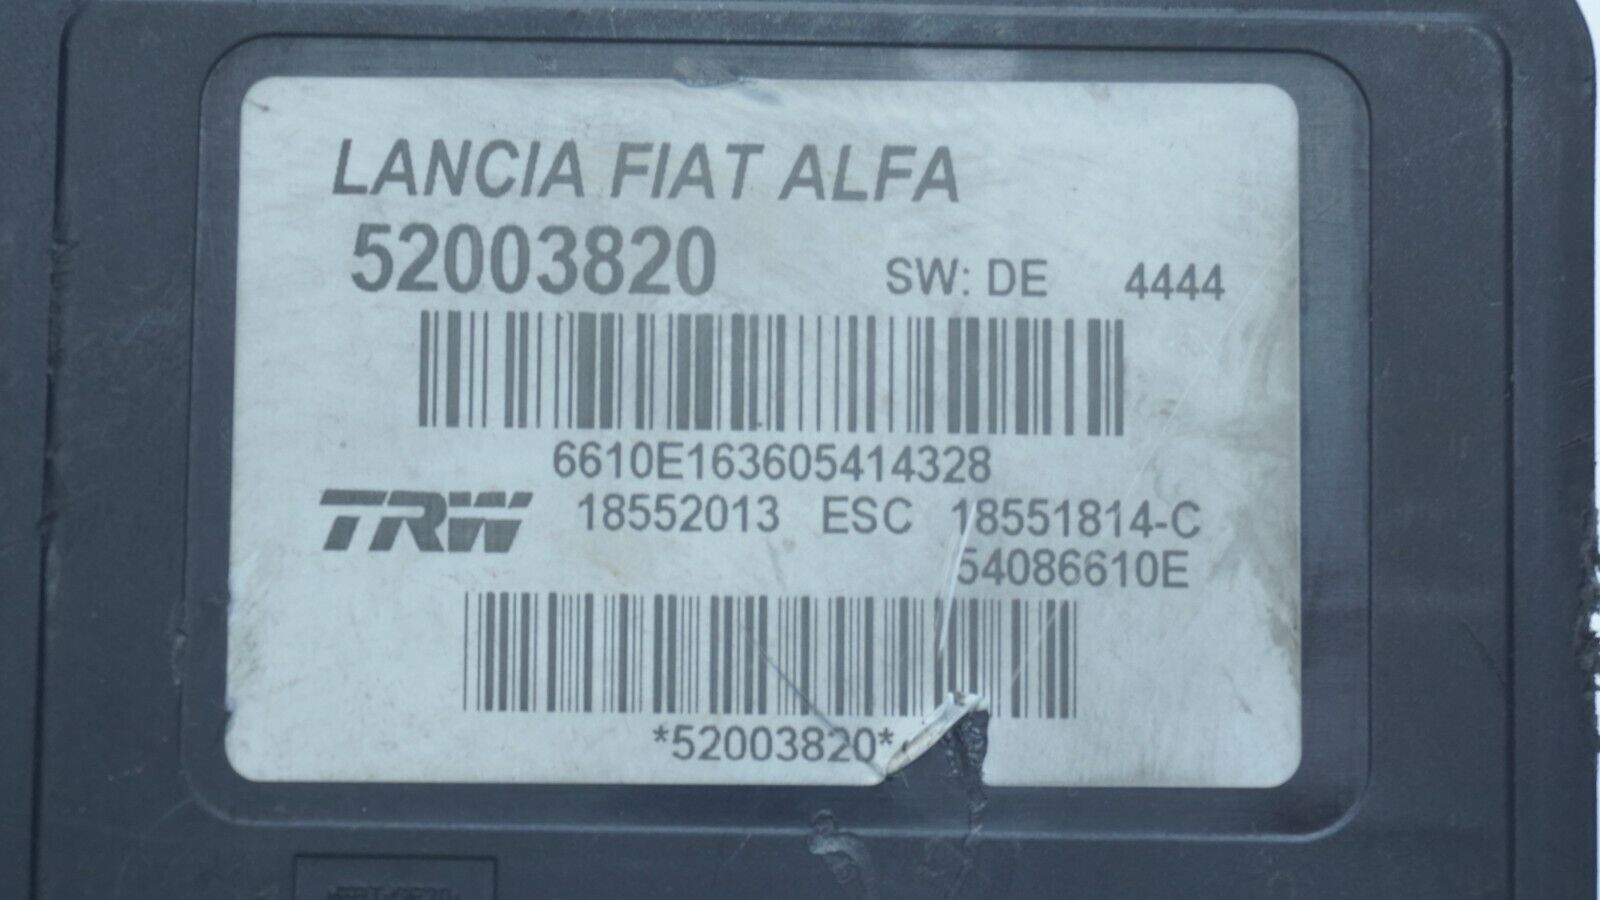 LANCIA FIAT ALFA
52003820 SW: DE 4444
6610E163605414328
TRW 18552013 ESC 18551814-C
54086610E
*52003820*